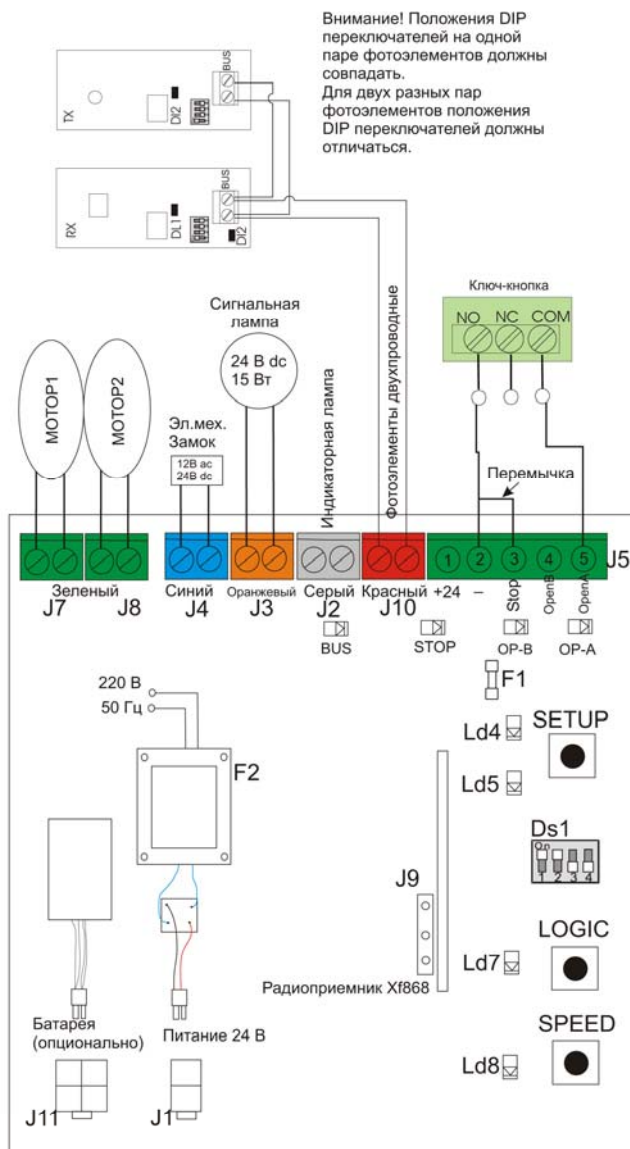 Внимание! Положения DIP
переключателей на одной
паре фотоэлементов должны
совпадать.
Для двух разных пар
фотоэлементов положения
DIP переключателей должны
отличаться.
TX
DI2
BUS
RX
DL1
BUS
DI2
Ключ-кнопка
NO NC COM
Сигнальная
лампа
24 В dc
15 Вт
МОТОР1
МОТОР2
Эл.мех.
Замок
12В ac
24В dc
Индикаторная лампа
Фотоэлементы двухпроводные
Перемычка
1 2 3 4 5 J5
Зеленый Синий Оранжевый Серый Красный +24 – Stop OpenB OpenA
J7 J8 J4 J3 J2 J10
BUS STOP OP-B OP-A
F1
220 В
50 Гц
F2
Ld4 SETUP
Ld5
Ds1
On
1 2 3 4
J9
LOGIC
Ld7
Радиоприемник Xf868
SPEED
Ld8
Батарея
(опционально)
Питание 24 В
J11 J1